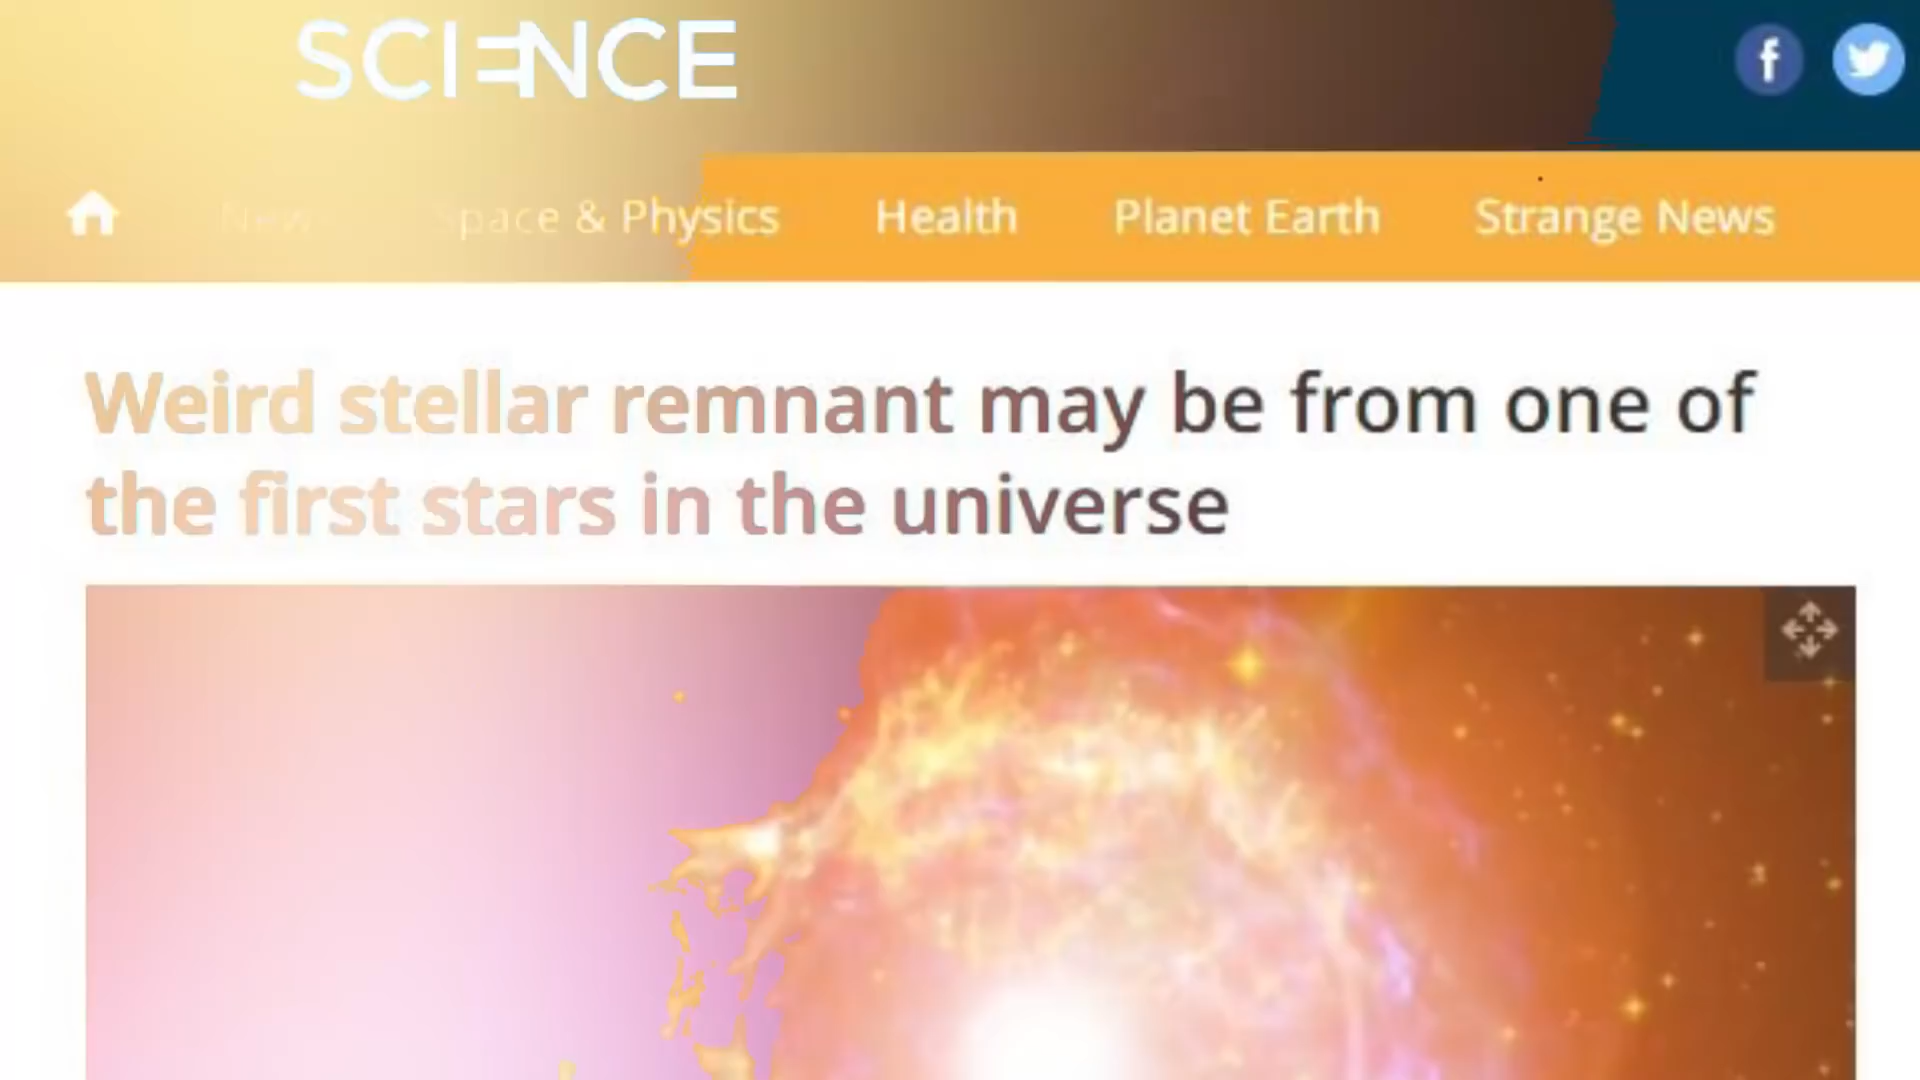 SCIENCE
New Space & Physics Health Planet Earth Strange News
Weird stellar remnant may be from one of
the first stars in the universe